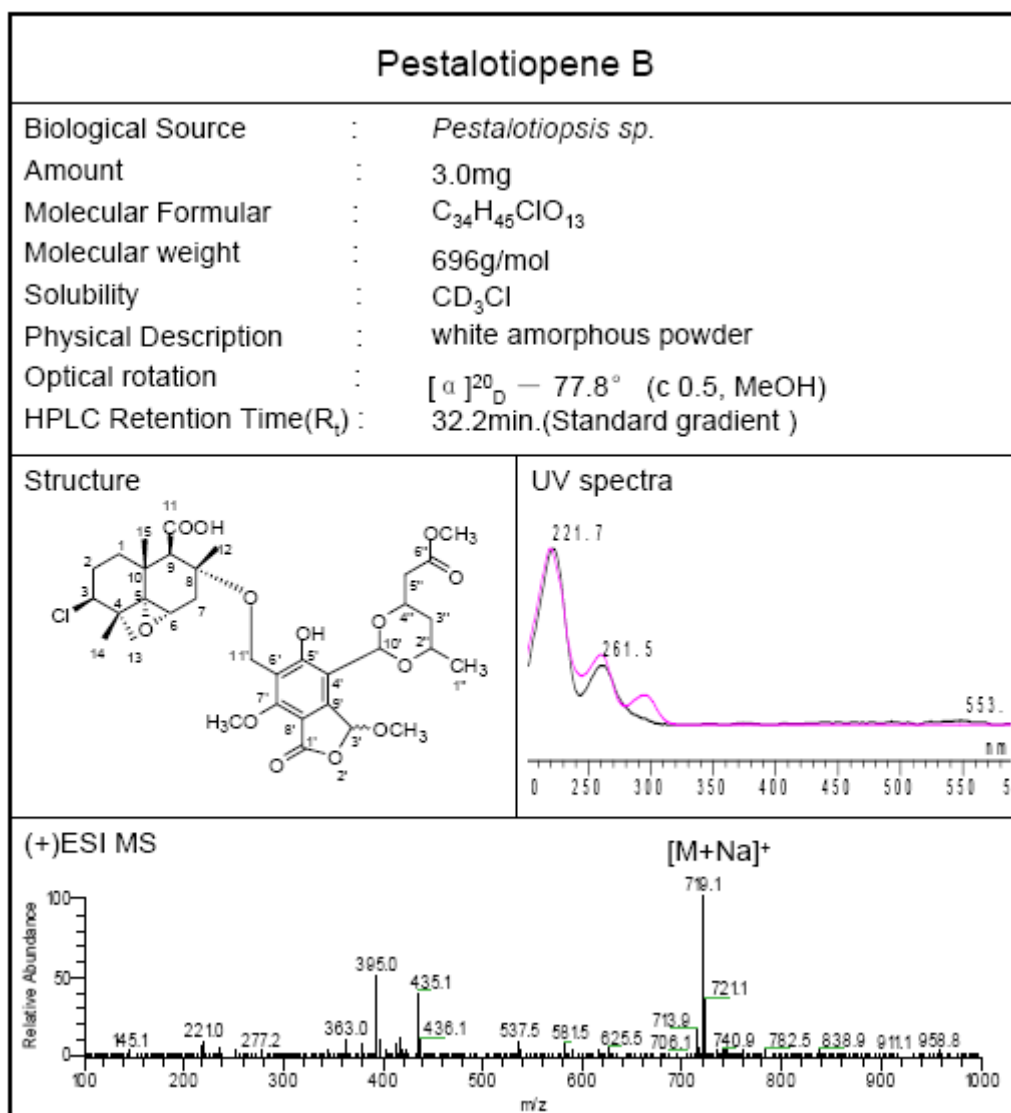 Pestalotiopene B
Biological Source : Pestalotiopsis sp.
Amount : 3.0mg
Molecular Formular : C₃₄H₄₅ClO₁₃
Molecular weight : 696g/mol
Solubility : CD₃Cl
Physical Description : white amorphous powder
Optical rotation : [α]²⁰D — 77.8° (c 0.5, MeOH)
HPLC Retention Time(Rt) : 32.2min.(Standard gradient )
Structure
11
COOH
15
1
2
3
4
5
6
7
8
9
10
12
13
14
Cl
O
O
11'
OH
5'
6'
4'
7'
8'
9'
H₃CO
1'
O
O
2'
3'
OCH₃
10'
O
O
2"
3"
4"
5"
6"
O
OCH₃
CH₃
1"
UV spectra
221.7
261.5
553.
nm
0 250 300 350 400 450 500 550 5
(+)ESI MS
[M+Na]⁺
Relative Abundance
100
50
0
145.1
221.0
277.2
363.0
395.0
435.1
436.1
537.5
581.5
625.5
706.1
713.9
719.1
721.1
740.9
782.5
838.9
911.1
958.8
100 200 300 400 500 600 700 800 900 1000
m/z